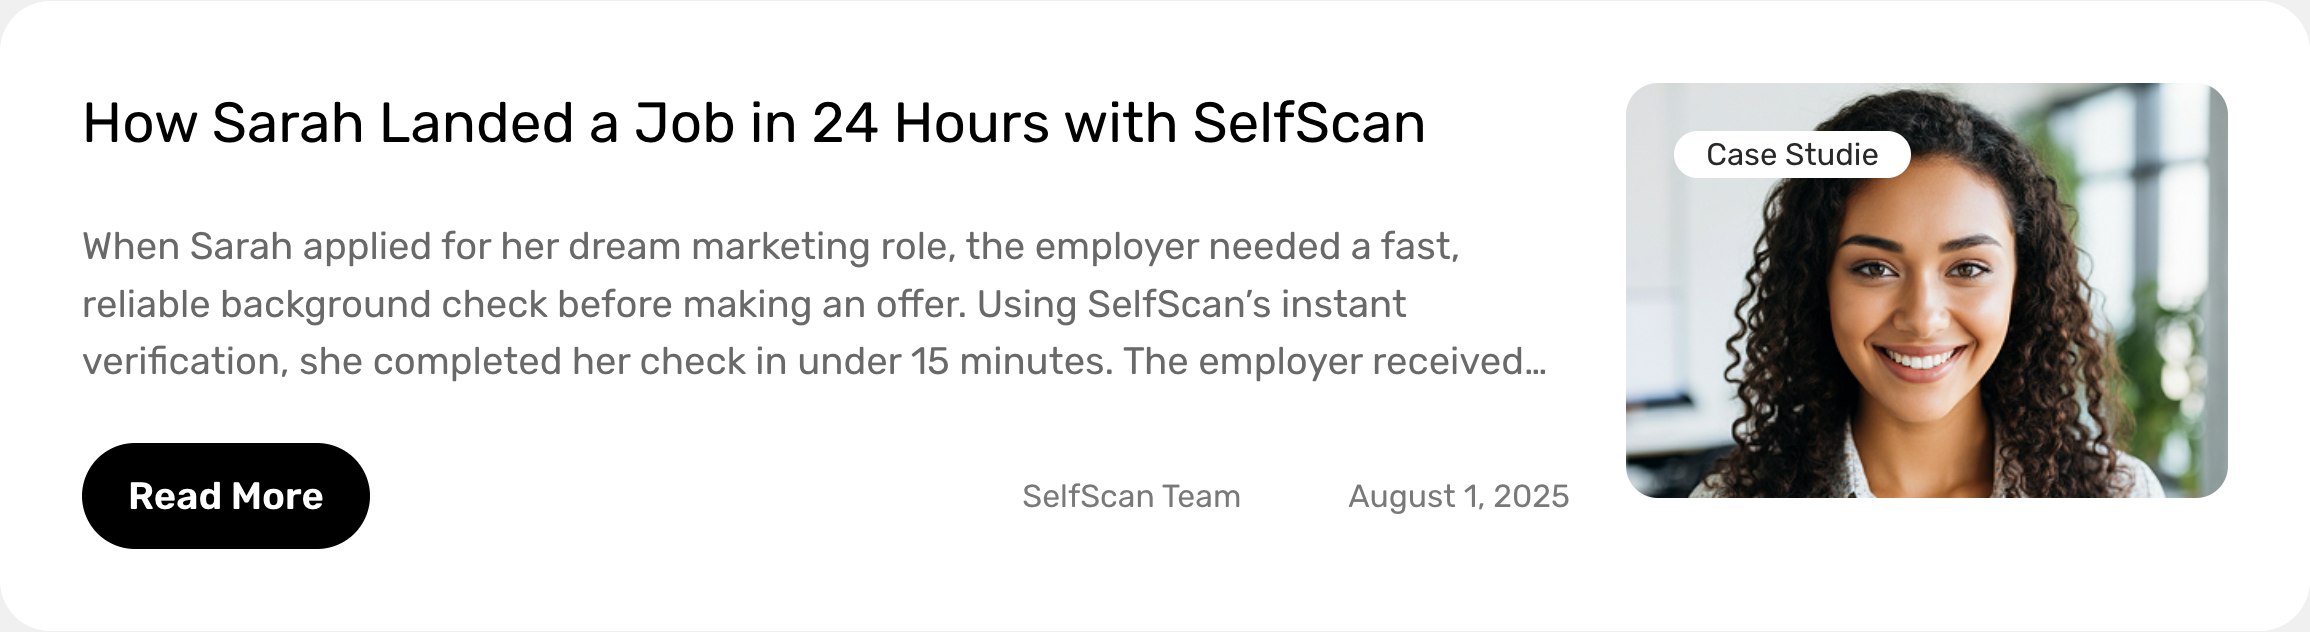 How Sarah Landed a Job in 24 Hours with SelfScan
When Sarah applied for her dream marketing role, the employer needed a fast,
reliable background check before making an offer. Using SelfScan’s instant
verification, she completed her check in under 15 minutes. The employer received...
Read More
SelfScan Team
August 1, 2025
Case Studie